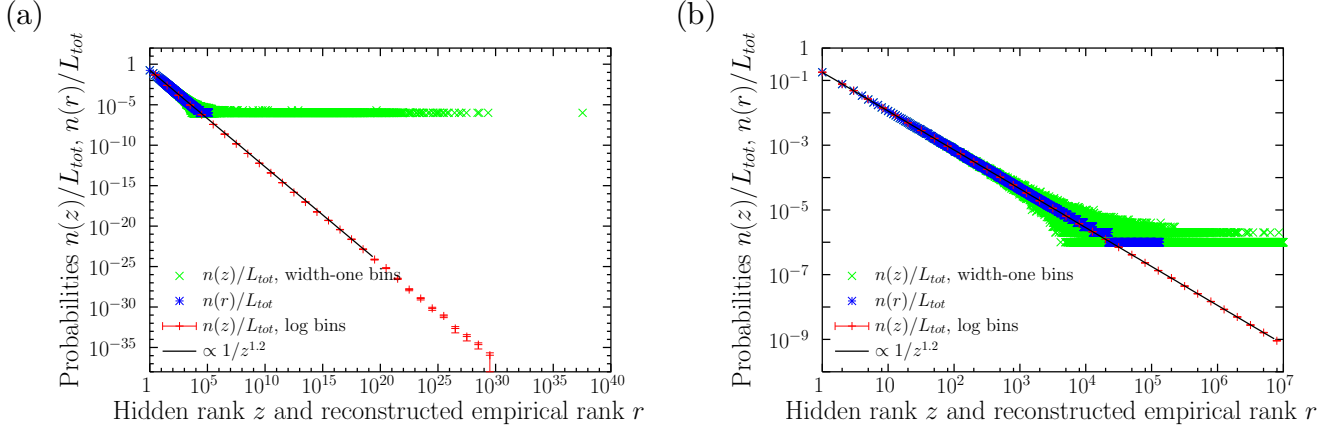 (a)
Probabilities n(z)/L_tot, n(r)/L_tot
1
10^−5
10^−10
10^−15
10^−20
10^−25
10^−30
10^−35
n(z)/L_tot, width-one bins
n(r)/L_tot
n(z)/L_tot, log bins
∝ 1/z^1.2
1 10^5 10^10 10^15 10^20 10^25 10^30 10^35 10^40
Hidden rank z and reconstructed empirical rank r
(b)
Probabilities n(z)/L_tot, n(r)/L_tot
1
10^−1
10^−3
10^−5
10^−7
10^−9
n(z)/L_tot, width-one bins
n(r)/L_tot
n(z)/L_tot, log bins
∝ 1/z^1.2
1 10 10^2 10^3 10^4 10^5 10^6 10^7
Hidden rank z and reconstructed empirical rank r